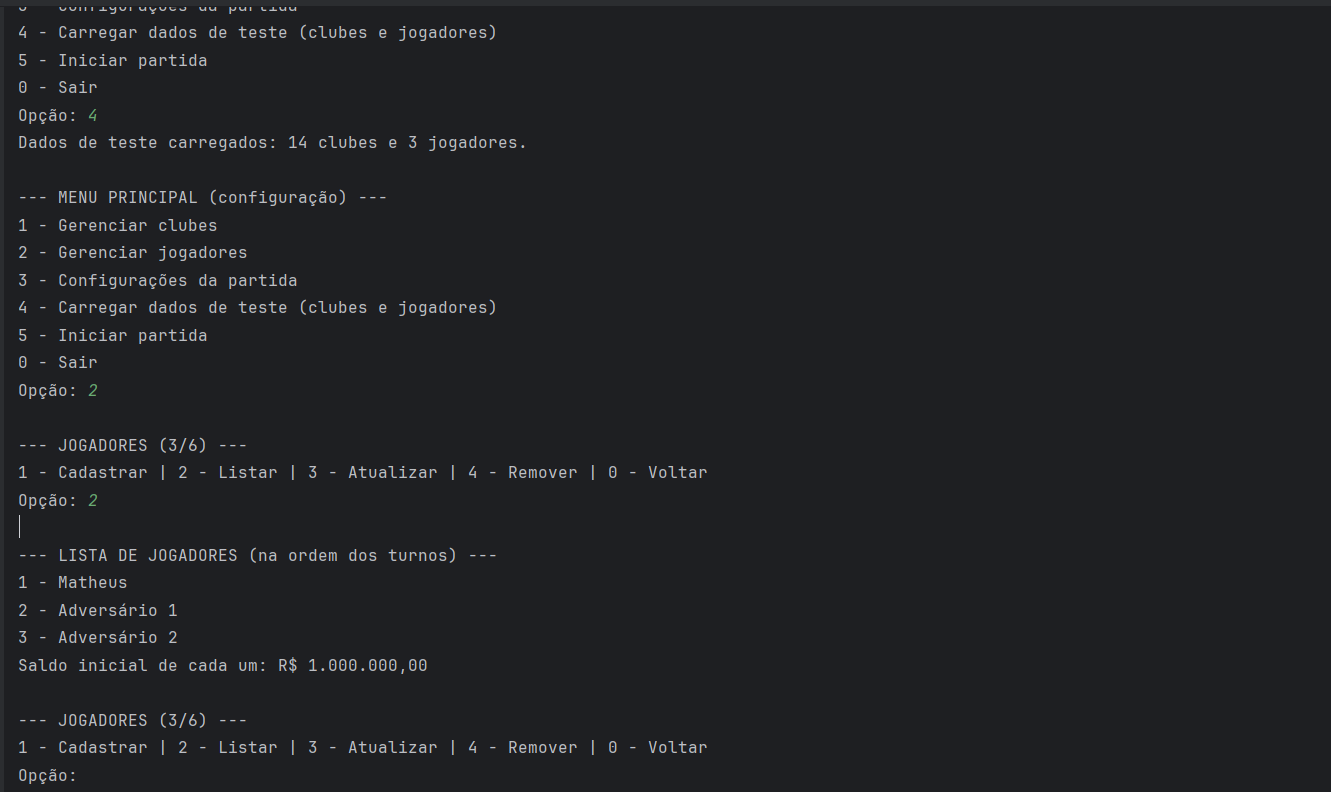 3 - Configurações da partida
4 - Carregar dados de teste (clubes e jogadores)
5 - Iniciar partida
0 - Sair
Opção: 4
Dados de teste carregados: 14 clubes e 3 jogadores.
--- MENU PRINCIPAL (configuração) ---
1 - Gerenciar clubes
2 - Gerenciar jogadores
3 - Configurações da partida
4 - Carregar dados de teste (clubes e jogadores)
5 - Iniciar partida
0 - Sair
Opção: 2
--- JOGADORES (3/6) ---
1 - Cadastrar | 2 - Listar | 3 - Atualizar | 4 - Remover | 0 - Voltar
Opção: 2
--- LISTA DE JOGADORES (na ordem dos turnos) ---
1 - Matheus
2 - Adversário 1
3 - Adversário 2
Saldo inicial de cada um: R$ 1.000.000,00
--- JOGADORES (3/6) ---
1 - Cadastrar | 2 - Listar | 3 - Atualizar | 4 - Remover | 0 - Voltar
Opção: